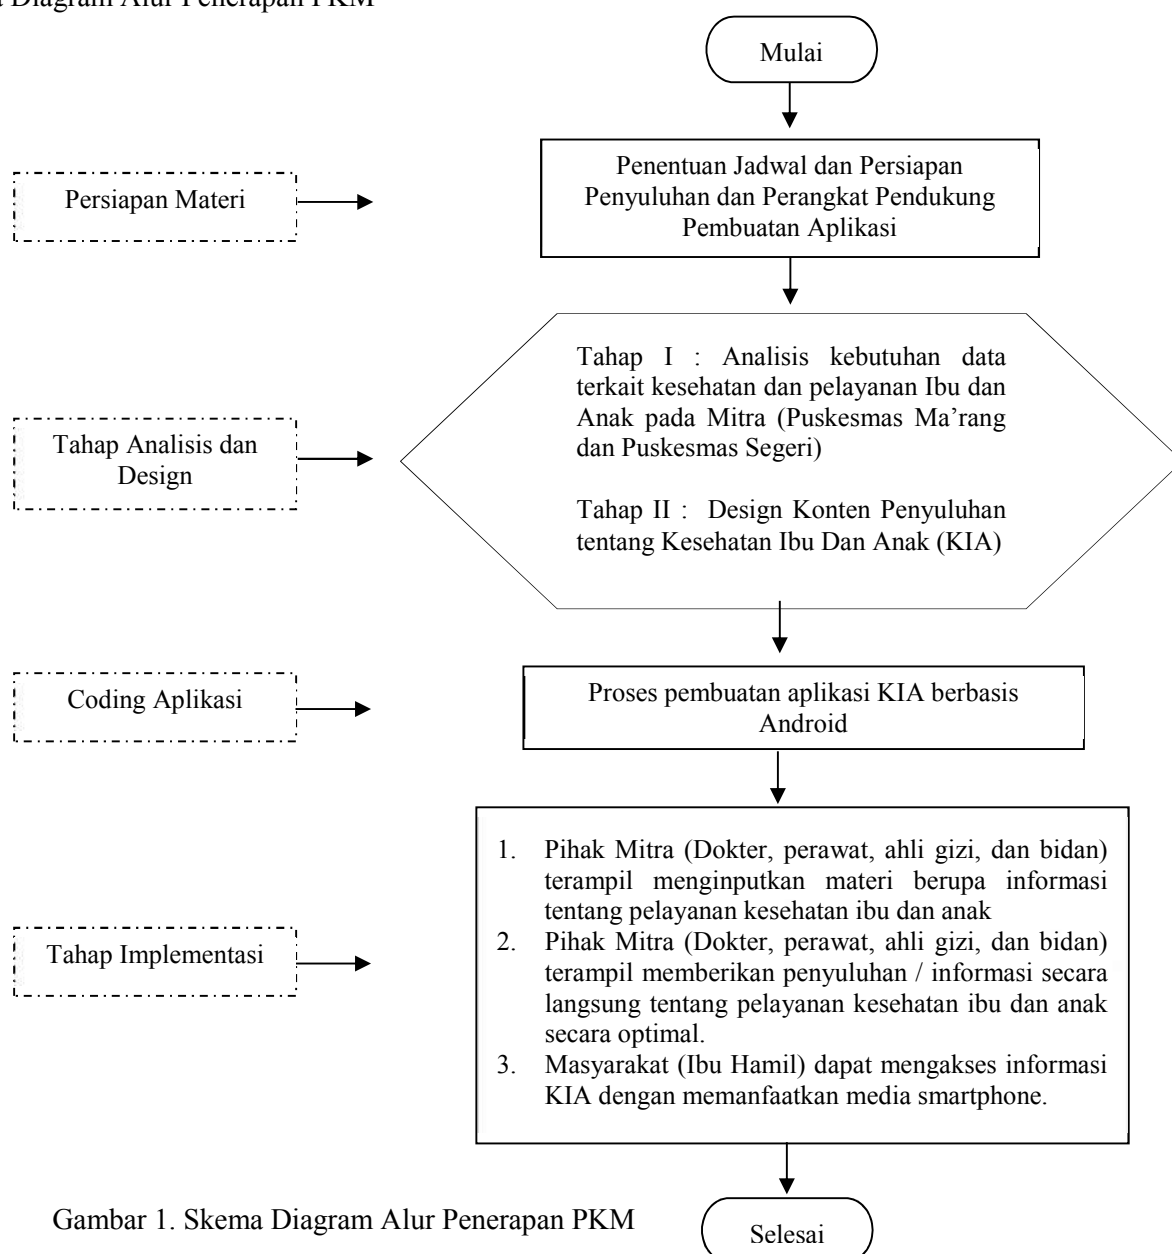 Diagram Alur Penerapan PKM
Mulai
Persiapan Materi
Penentuan Jadwal dan Persiapan
Penyuluhan dan Perangkat Pendukung
Pembuatan Aplikasi
Tahap Analisis dan
Design
Tahap I : Analisis kebutuhan data
terkait kesehatan dan pelayanan Ibu dan
Anak pada Mitra (Puskesmas Ma’rang
dan Puskesmas Segeri)
Tahap II : Design Konten Penyuluhan
tentang Kesehatan Ibu Dan Anak (KIA)
Coding Aplikasi
Proses pembuatan aplikasi KIA berbasis
Android
Tahap Implementasi
1. Pihak Mitra (Dokter, perawat, ahli gizi, dan bidan)
terampil menginputkan materi berupa informasi
tentang pelayanan kesehatan ibu dan anak
2. Pihak Mitra (Dokter, perawat, ahli gizi, dan bidan)
terampil memberikan penyuluhan / informasi secara
langsung tentang pelayanan kesehatan ibu dan anak
secara optimal.
3. Masyarakat (Ibu Hamil) dapat mengakses informasi
KIA dengan memanfaatkan media smartphone.
Gambar 1. Skema Diagram Alur Penerapan PKM
Selesai